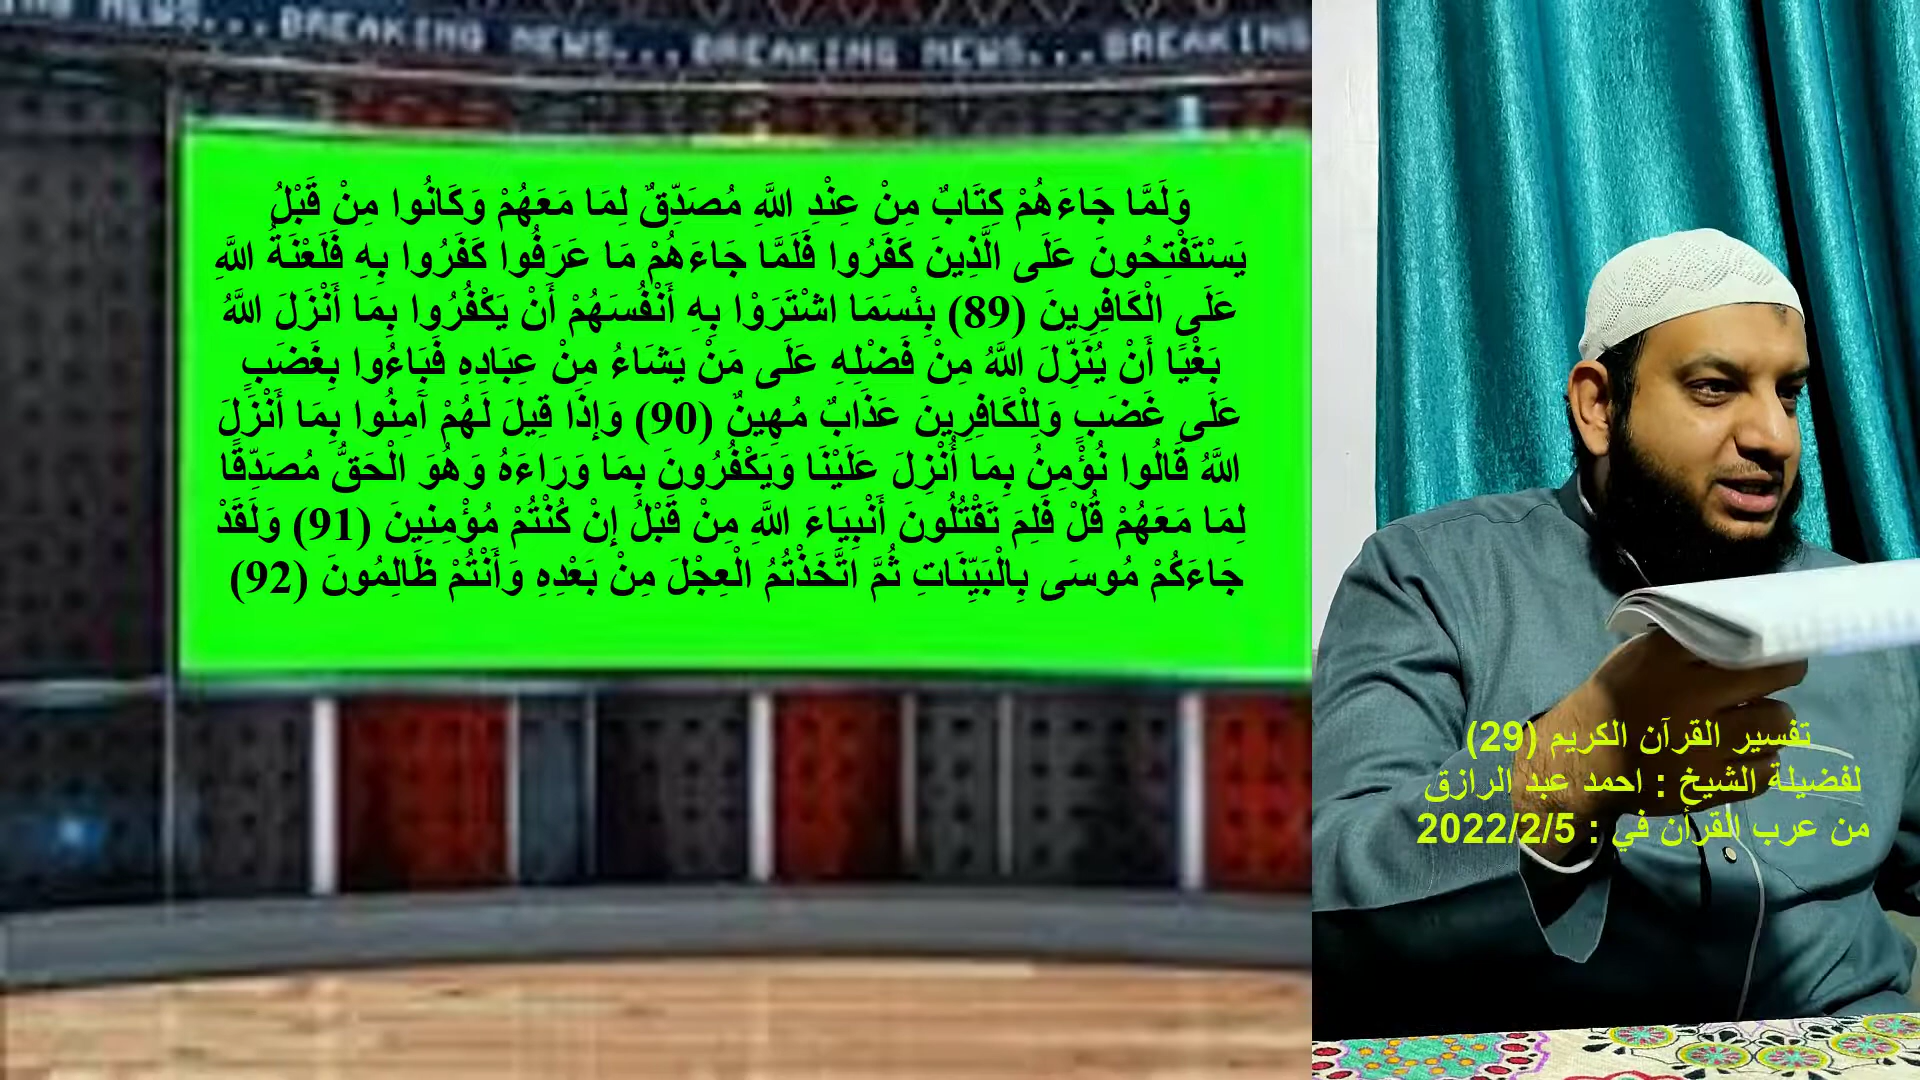 ...BREAKING NEWS...BREAKING NEWS...BREAKING
وَلَمَّا جَاءَهُمْ كِتَابٌ مِنْ عِنْدِ اللَّهِ مُصَدِّقٌ لِمَا مَعَهُمْ وَكَانُوا مِنْ قَبْلُ
يَسْتَفْتِحُونَ عَلَى الَّذِينَ كَفَرُوا فَلَمَّا جَاءَهُمْ مَا عَرَفُوا كَفَرُوا بِهِ فَلَعْنَةُ اللَّهِ
عَلَى الْكَافِرِينَ (89) بِئْسَمَا اشْتَرَوْا بِهِ أَنْفُسَهُمْ أَنْ يَكْفُرُوا بِمَا أَنْزَلَ اللَّهُ
بَغْيًا أَنْ يُنَزِّلَ اللَّهُ مِنْ فَضْلِهِ عَلَى مَنْ يَشَاءُ مِنْ عِبَادِهِ فَبَاءُوا بِغَضَبٍ
عَلَى غَضَبٍ وَلِلْكَافِرِينَ عَذَابٌ مُهِينٌ (90) وَإِذَا قِيلَ لَهُمْ آمِنُوا بِمَا أَنْزَلَ
اللَّهُ قَالُوا نُؤْمِنُ بِمَا أُنْزِلَ عَلَيْنَا وَيَكْفُرُونَ بِمَا وَرَاءَهُ وَهُوَ الْحَقُّ مُصَدِّقًا
لِمَا مَعَهُمْ قُلْ فَلِمَ تَقْتُلُونَ أَنْبِيَاءَ اللَّهِ مِنْ قَبْلُ إِنْ كُنْتُمْ مُؤْمِنِينَ (91) وَلَقَدْ
جَاءَكُمْ مُوسَى بِالْبَيِّنَاتِ ثُمَّ اتَّخَذْتُمُ الْعِجْلَ مِنْ بَعْدِهِ وَأَنْتُمْ ظَالِمُونَ (92)
تفسير القرآن الكريم (29)
لفضيلة الشيخ : احمد عبد الرازق
من عرب القرأن في : 2022/2/5